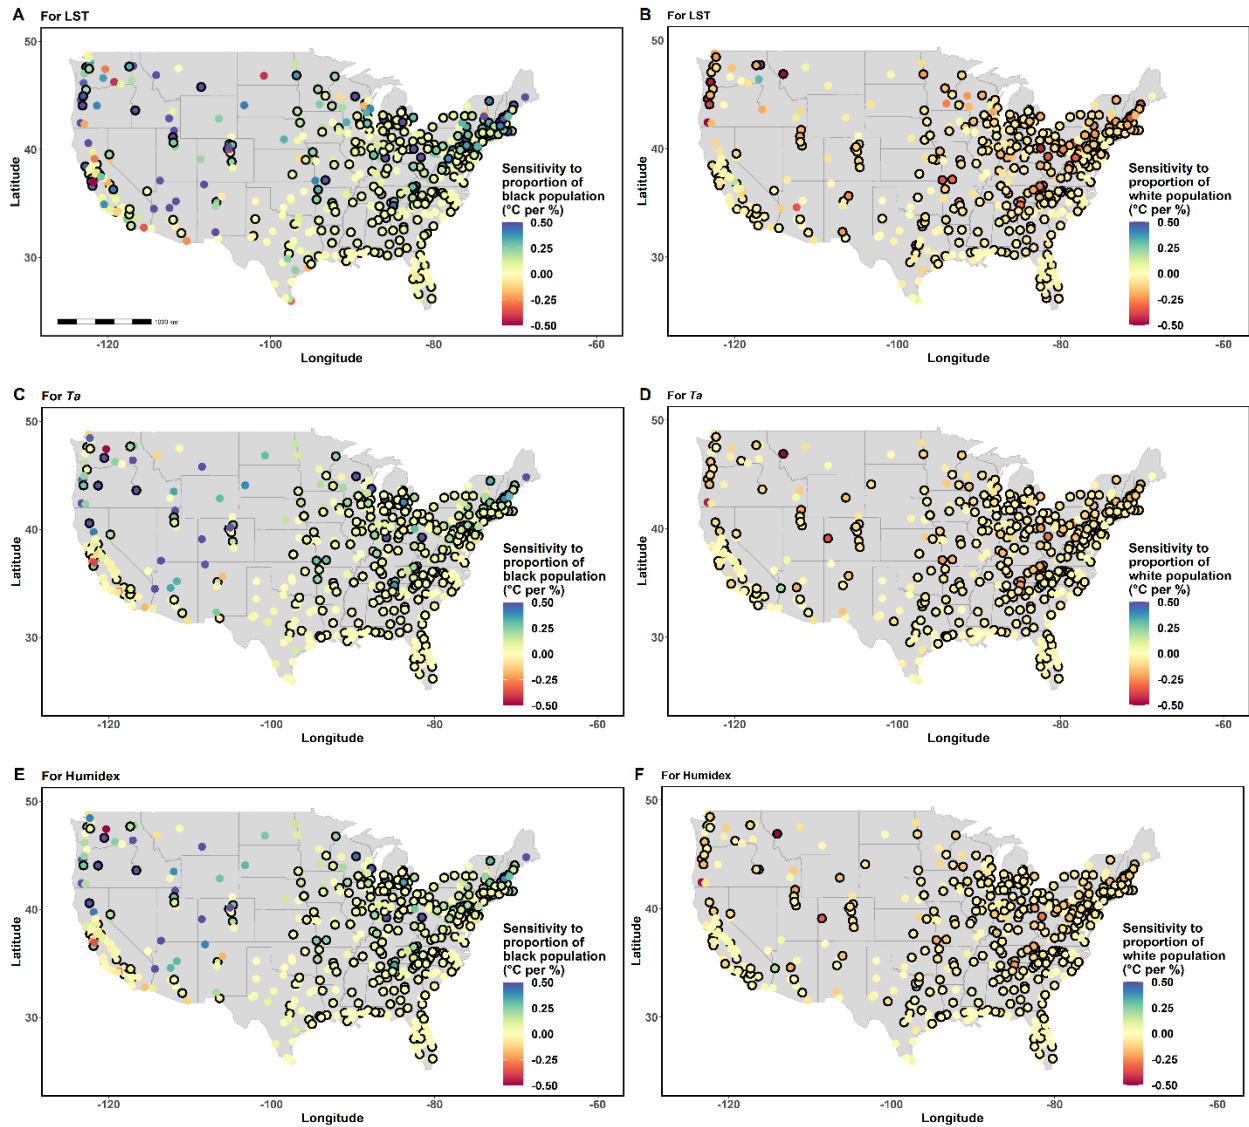 A For LST
50
40
30
Latitude
Sensitivity to
proportion of
black population
(°C per %)
0.50
0.25
0.00
-0.25
-0.50
1000 km
-120 -100 -80 -60
Longitude
B For LST
50
40
30
Latitude
Sensitivity to
proportion of
white population
(°C per %)
0.50
0.25
0.00
-0.25
-0.50
-120 -100 -80 -60
Longitude
C For Ta
50
40
30
Latitude
Sensitivity to
proportion of
black population
(°C per %)
0.50
0.25
0.00
-0.25
-0.50
-120 -100 -80 -60
Longitude
D For Ta
50
40
30
Latitude
Sensitivity to
proportion of
white population
(°C per %)
0.50
0.25
0.00
-0.25
-0.50
-120 -100 -80 -60
Longitude
E For Humidex
50
40
30
Latitude
Sensitivity to
proportion of
black population
(°C per %)
0.50
0.25
0.00
-0.25
-0.50
-120 -100 -80 -60
Longitude
F For Humidex
50
40
30
Latitude
Sensitivity to
proportion of
white population
(°C per %)
0.50
0.25
0.00
-0.25
-0.50
-120 -100 -80 -60
Longitude